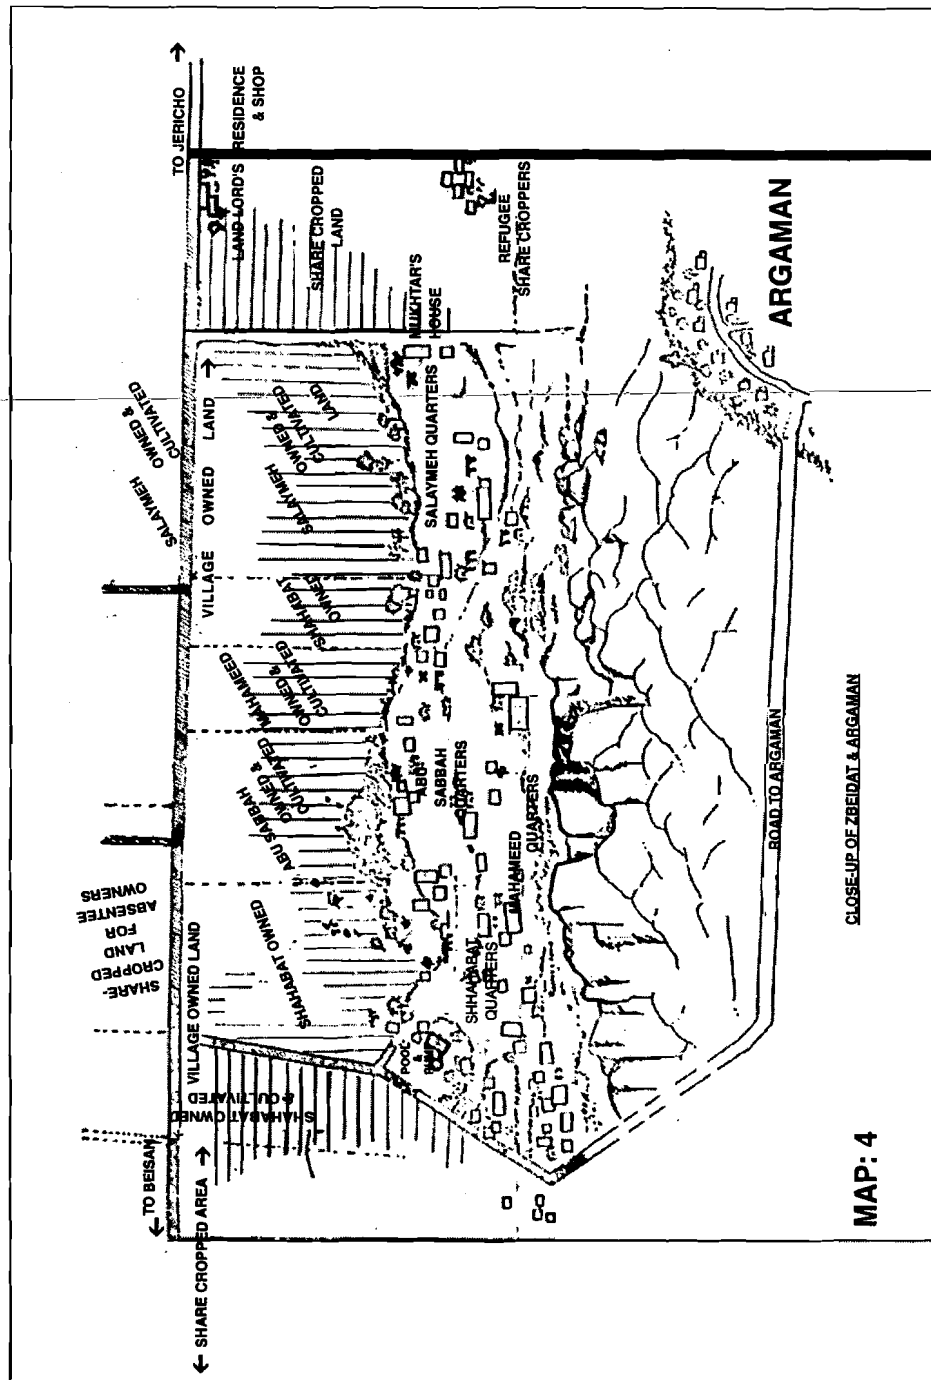 TO JERICHO →
LAND LORD'S RESIDENCE
& SHOP
SHARE CROPPED
LAND
REFUGEE
SHARE CROPPERS
MUKHTAR'S
HOUSE
ARGAMAN
SALAYMEH
OWNED &
CULTIVATED
VILLAGE OWNED LAND →
SALAYMEH
OWNED &
CULTIVATED
LAND
SALAYMEH QUARTERS
SHAHABAT
OWNED
MAHAMEED
OWNED &
CULTIVATED
ABU SABBAH
OWNED &
CULTIVATED
ABU
SABBAH
QUARTERS
MAHAMEED
QUARTERS
SHARE-
CROPPED
LAND
FOR
ABSENTEE
OWNERS
VILLAGE OWNED LAND
SHAHABAT OWNED
SHHAHABAT
QUARTERS
POOL
&
SHAHABAT OWNED
& CULTIVATED
← TO BEISAN
← SHARE CROPPED AREA →
ROAD TO ARGAMAN
CLOSE-UP OF ZBEIDAT & ARGAMAN
MAP: 4